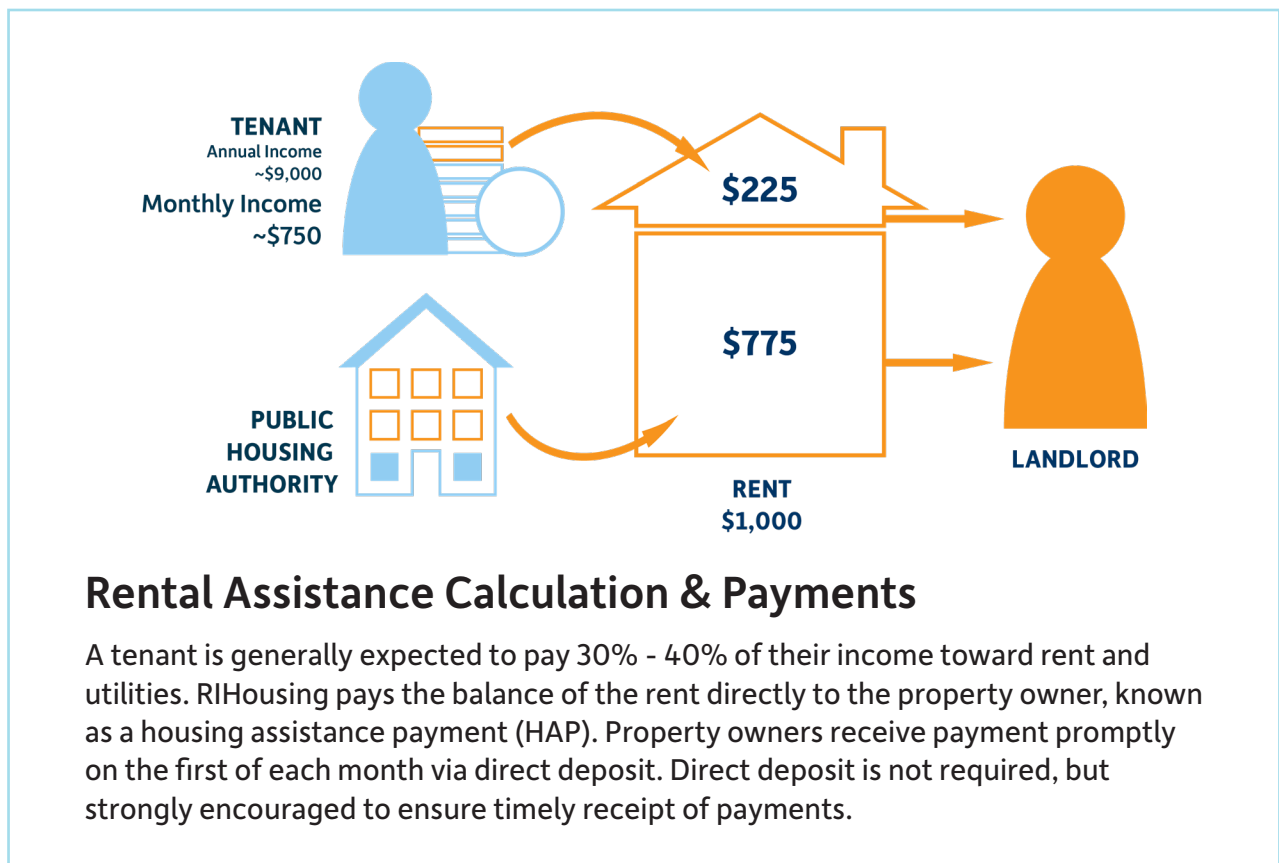 TENANT
Annual Income
~$9,000
Monthly Income
~$750
$225
$775
PUBLIC
HOUSING
AUTHORITY
RENT
$1,000
LANDLORD
Rental Assistance Calculation & Payments
A tenant is generally expected to pay 30% - 40% of their income toward rent and
utilities. RIHousing pays the balance of the rent directly to the property owner, known
as a housing assistance payment (HAP). Property owners receive payment promptly
on the first of each month via direct deposit. Direct deposit is not required, but
strongly encouraged to ensure timely receipt of payments.